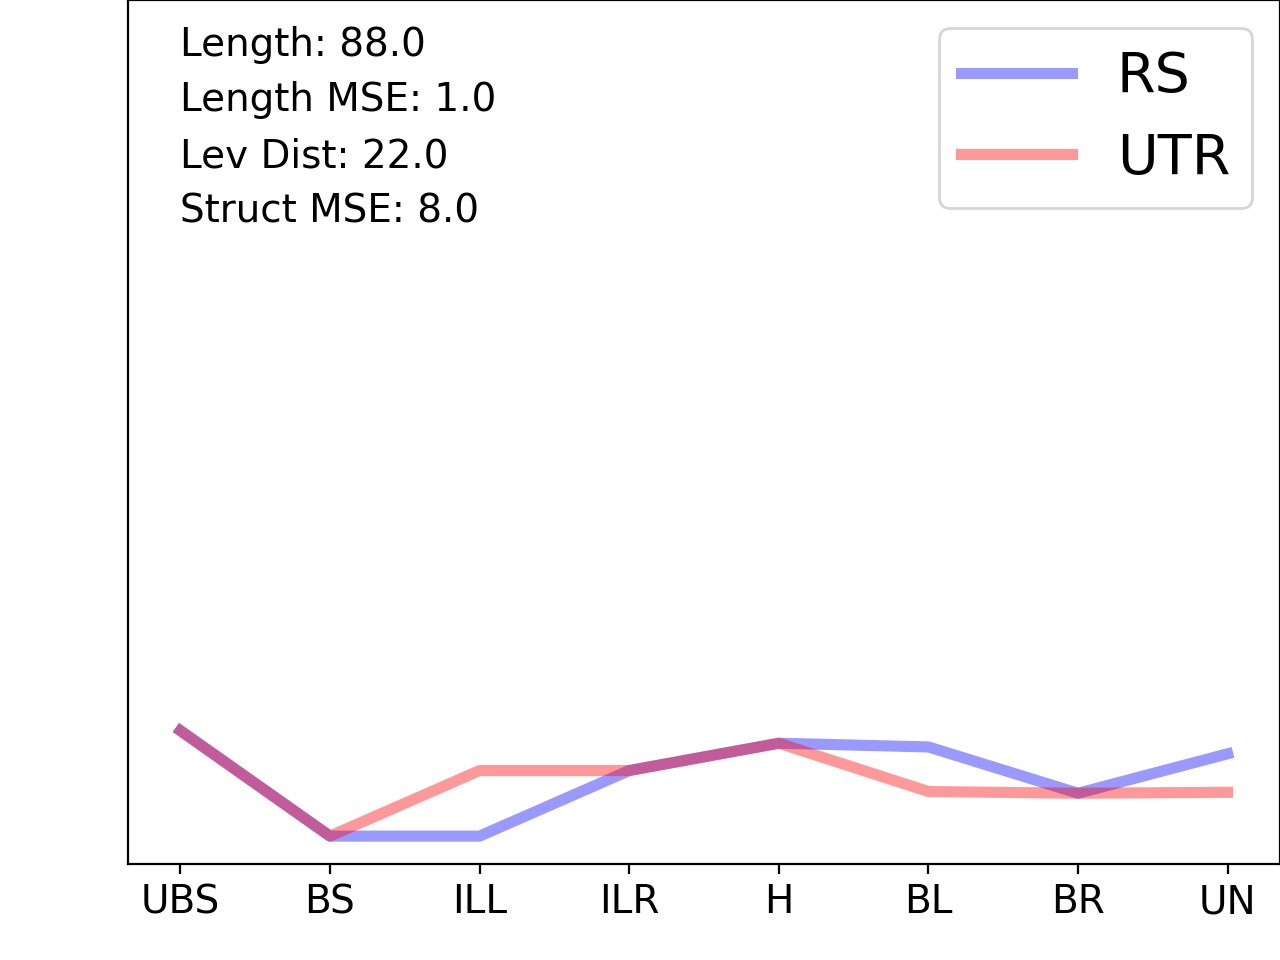 Length: 88.0
Length MSE: 1.0
Lev Dist: 22.0
Struct MSE: 8.0
RS
UTR
UBS BS ILL ILR H BL BR UN